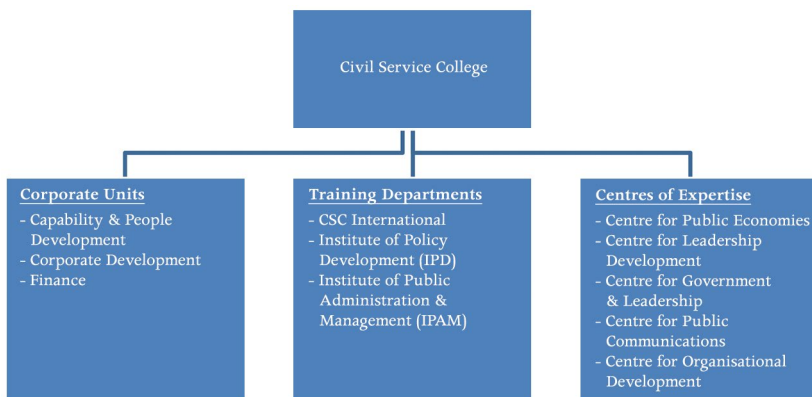 Civil Service College
Corporate Units
- Capability & People
Development
- Corporate Development
- Finance
Training Departments
- CSC International
- Institute of Policy
Development (IPD)
- Institute of Public
Administration &
Management (IPAM)
Centres of Expertise
- Centre for Public Economies
- Centre for Leadership
Development
- Centre for Government
& Leadership
- Centre for Public
Communications
- Centre for Organisational
Development